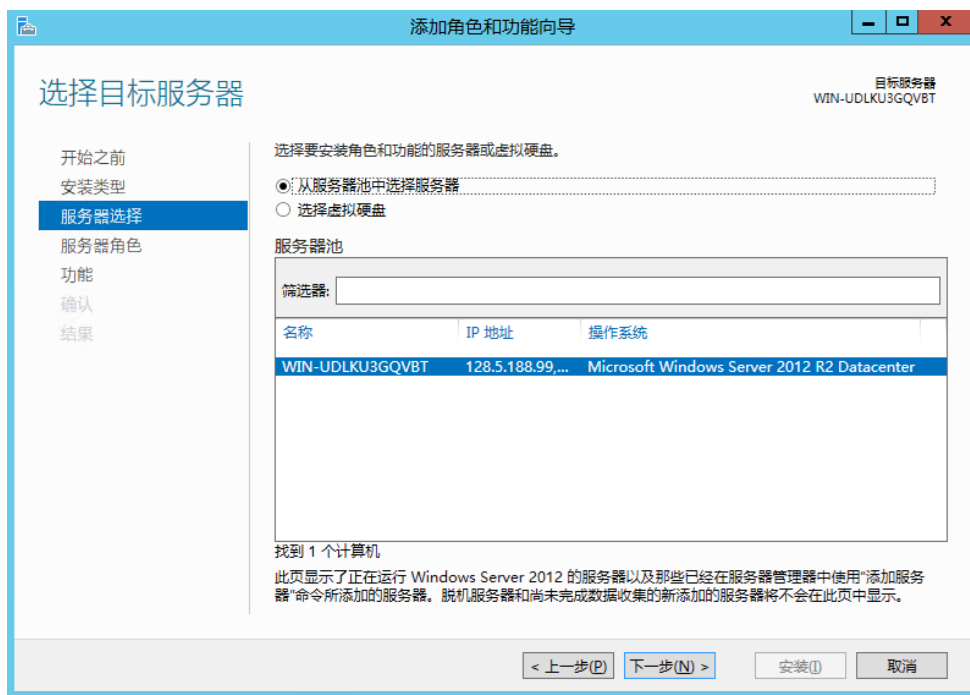 添加角色和功能向导
选择目标服务器
目标服务器
WIN-UDLKU3GQVBT
开始之前
安装类型
服务器选择
服务器角色
功能
确认
结果
选择要安装角色和功能的服务器或虚拟硬盘。
从服务器池中选择服务器
选择虚拟硬盘
服务器池
筛选器:
名称 IP 地址 操作系统
WIN-UDLKU3GQVBT 128.5.188.99,... Microsoft Windows Server 2012 R2 Datacenter
找到 1 个计算机
此页显示了正在运行 Windows Server 2012 的服务器以及那些已经在服务器管理器中使用"添加服务
器"命令所添加的服务器。脱机服务器和尚未完成数据收集的新添加的服务器将不会在此页中显示。
< 上一步(P) 下一步(N) > 安装(I) 取消